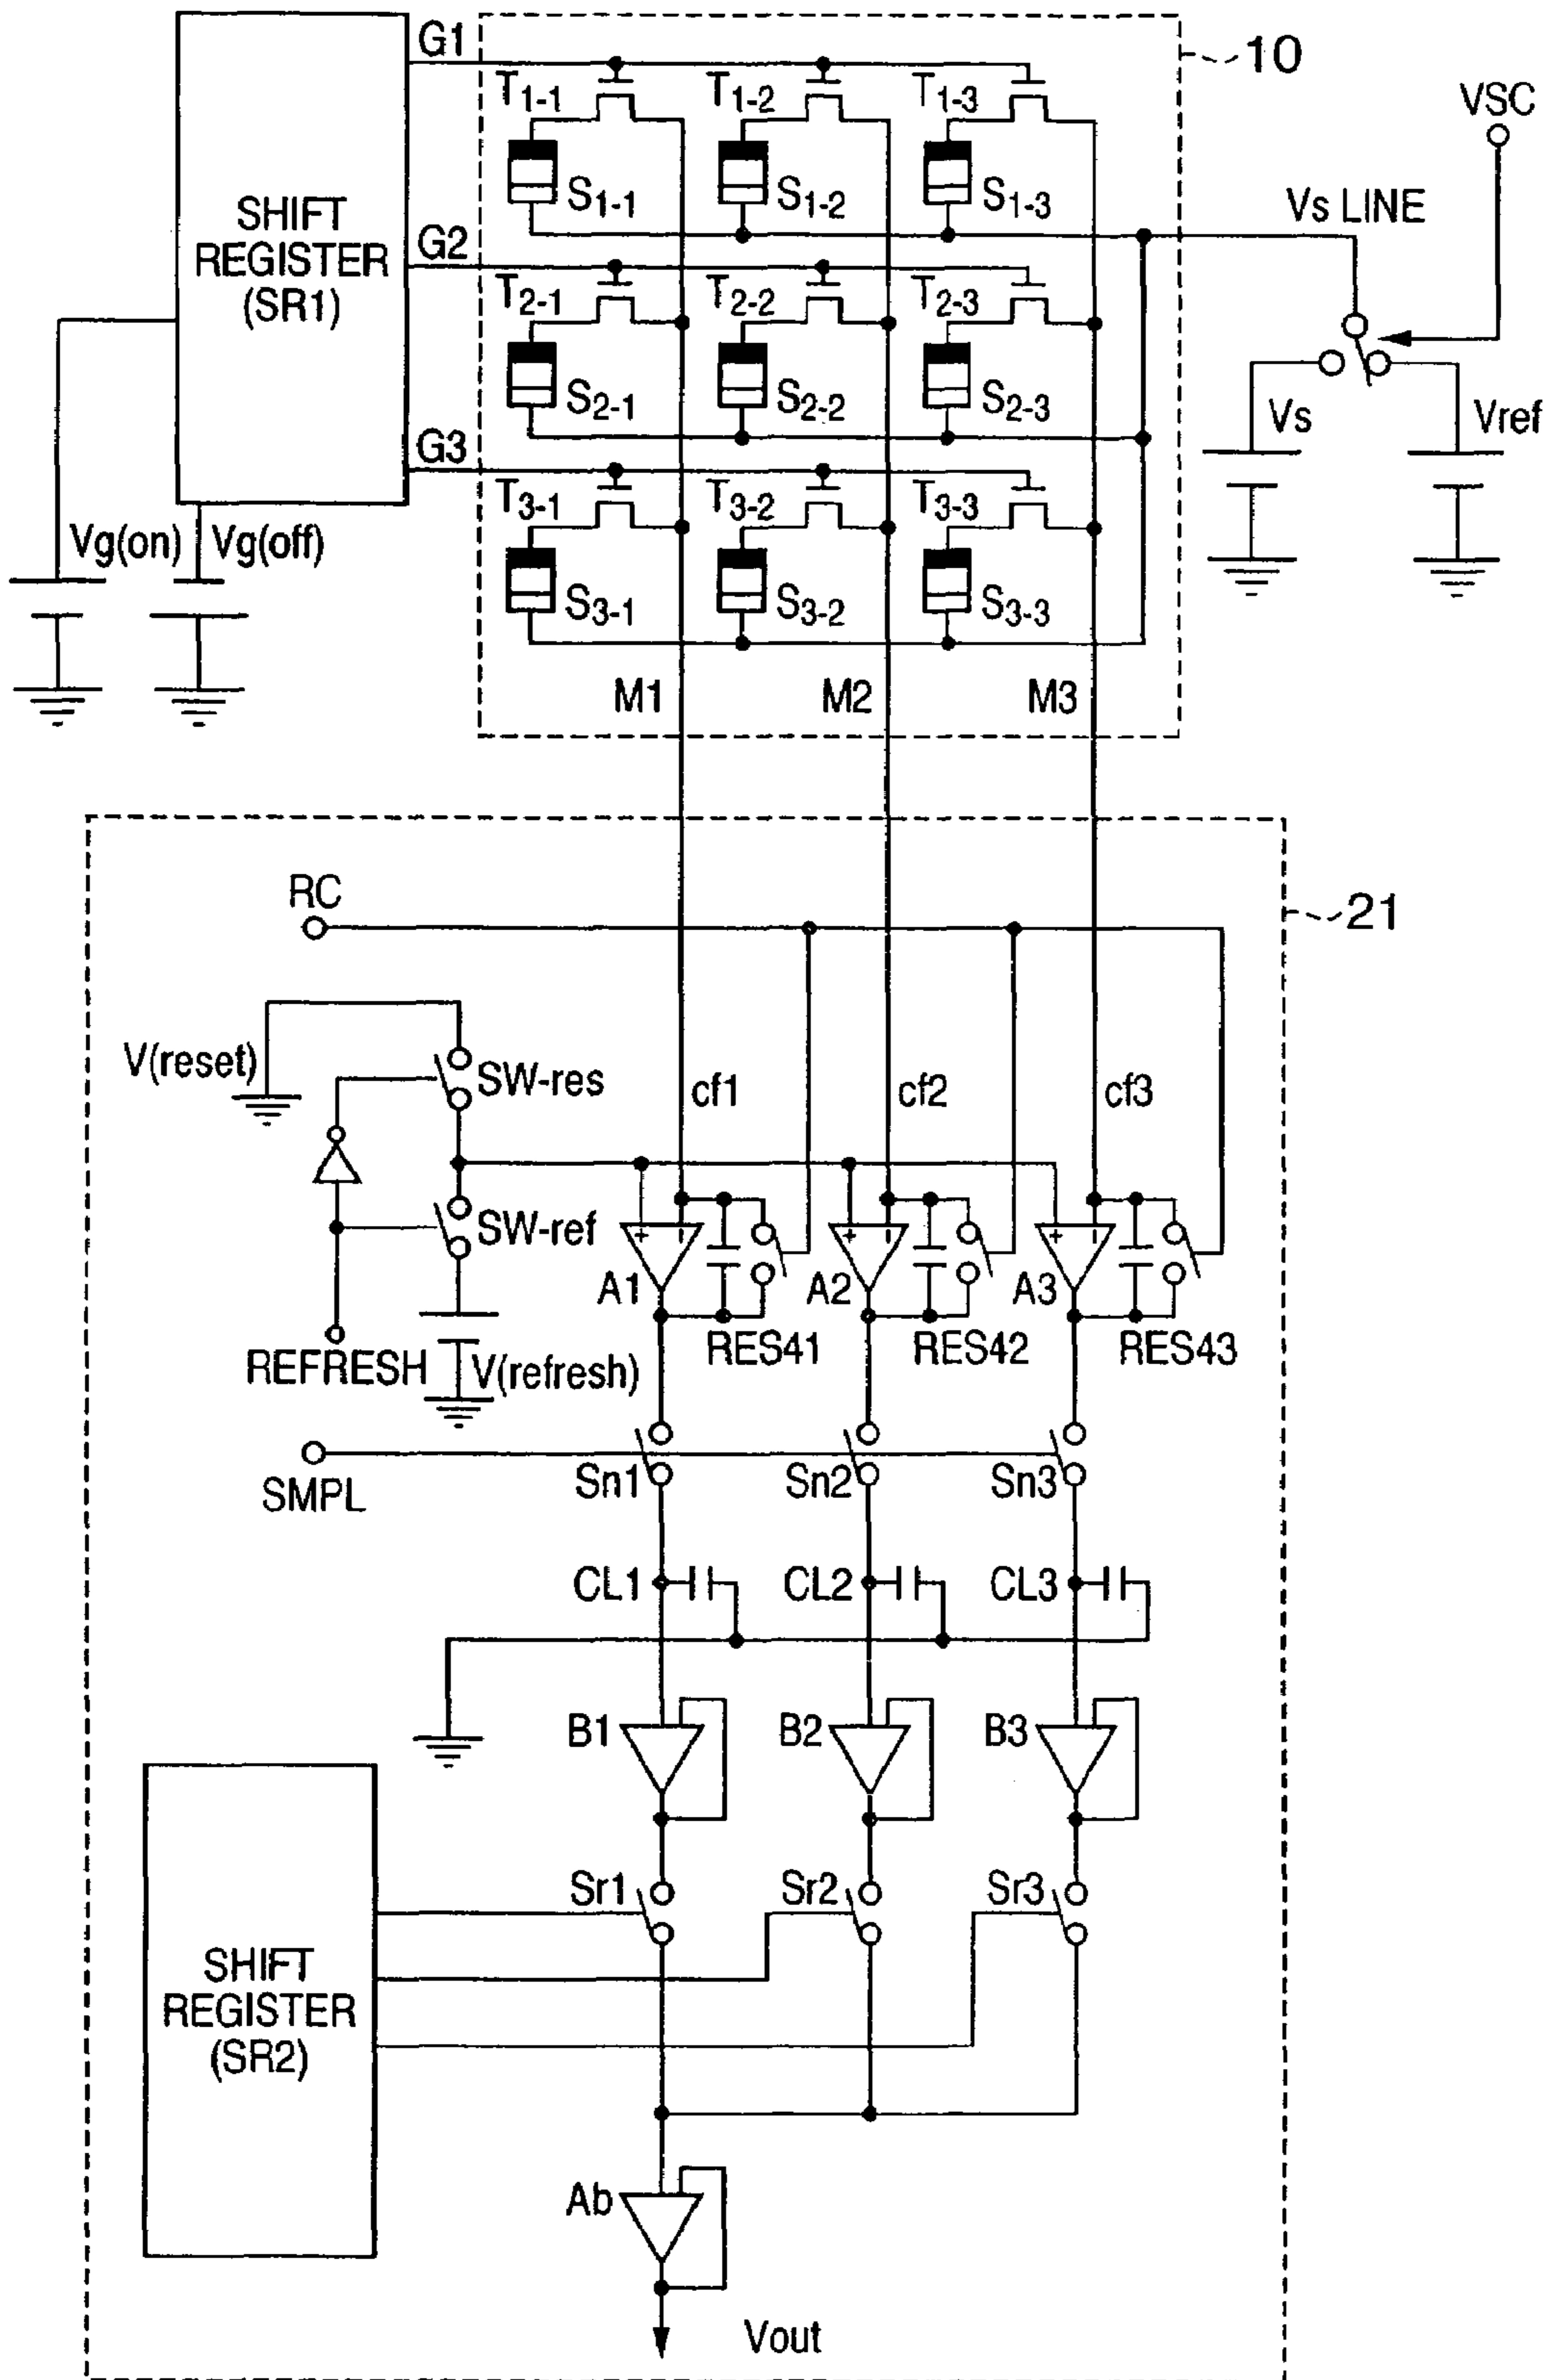 G1
10
T1-1
T1-2
T1-3
VSC
S1-1
S1-2
S1-3
Vs LINE
SHIFT
REGISTER
(SR1)
G2
T2-1
T2-2
T2-3
S2-1
S2-2
S2-3
Vs
Vref
G3
T3-1
T3-2
T3-3
Vg(on)
Vg(off)
S3-1
S3-2
S3-3
M1
M2
M3
RC
21
V(reset)
SW-res
cf1
cf2
cf3
SW-ref
+ -
+ -
+ -
A1
A2
A3
RES41
RES42
RES43
REFRESH
V(refresh)
SMPL
Sn1
Sn2
Sn3
CL1
CL2
CL3
B1
B2
B3
Sr1
Sr2
Sr3
SHIFT
REGISTER
(SR2)
Ab
Vout